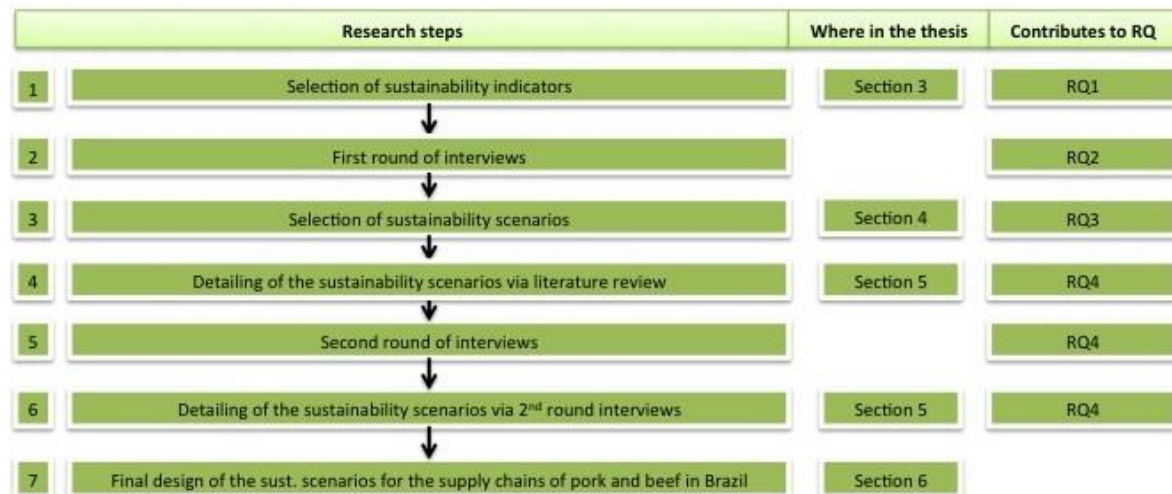 Research steps Where in the thesis Contributes to RQ
1 Selection of sustainability indicators Section 3 RQ1
2 First round of interviews RQ2
3 Selection of sustainability scenarios Section 4 RQ3
4 Detailing of the sustainability scenarios via literature review Section 5 RQ4
5 Second round of interviews RQ4
6 Detailing of the sustainability scenarios via 2nd round interviews Section 5 RQ4
7 Final design of the sust. scenarios for the supply chains of pork and beef in Brazil Section 6